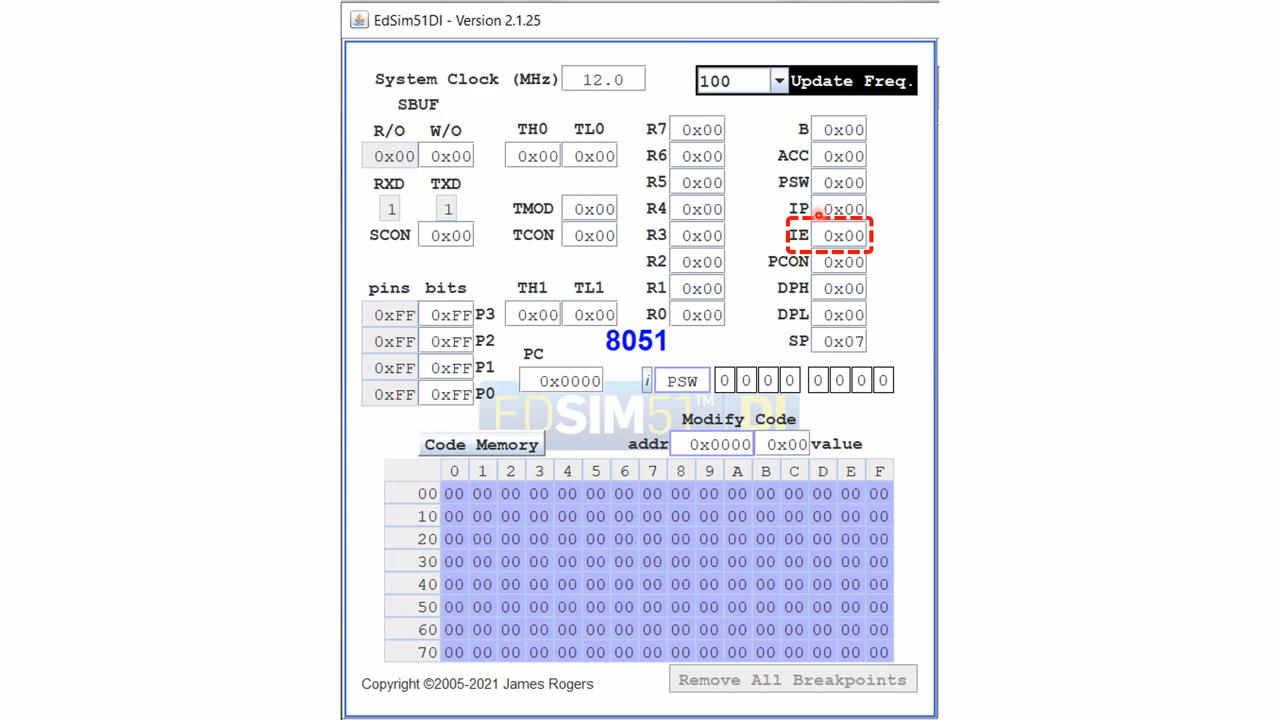 EdSim51DI - Version 2.1.25
System Clock (MHz) 12.0 100 Update Freq.
SBUF
R/O W/O TH0 TL0 R7 0x00 B 0x00
0x00 0x00 0x00 0x00 R6 0x00 ACC 0x00
RXD TXD R5 0x00 PSW 0x00
1 1 TMOD 0x00 R4 0x00 IP 0x00
SCON 0x00 TCON 0x00 R3 0x00 IE 0x00
R2 0x00 PCON 0x00
pins bits TH1 TL1 R1 0x00 DPH 0x00
0xFF 0xFF P3 0x00 0x00 R0 0x00 DPL 0x00
0xFF 0xFF P2 8051 SP 0x07
PC
0xFF 0xFF P1 0x0000 i PSW 0 0 0 0 0 0 0 0
0xFF 0xFF P0
EDSIM51™ DI
Modify Code
Code Memory addr 0x0000 0x00 value
0 1 2 3 4 5 6 7 8 9 A B C D E F
00 00 00 00 00 00 00 00 00 00 00 00 00 00 00 00 00
10 00 00 00 00 00 00 00 00 00 00 00 00 00 00 00 00
20 00 00 00 00 00 00 00 00 00 00 00 00 00 00 00 00
30 00 00 00 00 00 00 00 00 00 00 00 00 00 00 00 00
40 00 00 00 00 00 00 00 00 00 00 00 00 00 00 00 00
50 00 00 00 00 00 00 00 00 00 00 00 00 00 00 00 00
60 00 00 00 00 00 00 00 00 00 00 00 00 00 00 00 00
70 00 00 00 00 00 00 00 00 00 00 00 00 00 00 00 00
Copyright ©2005-2021 James Rogers Remove All Breakpoints